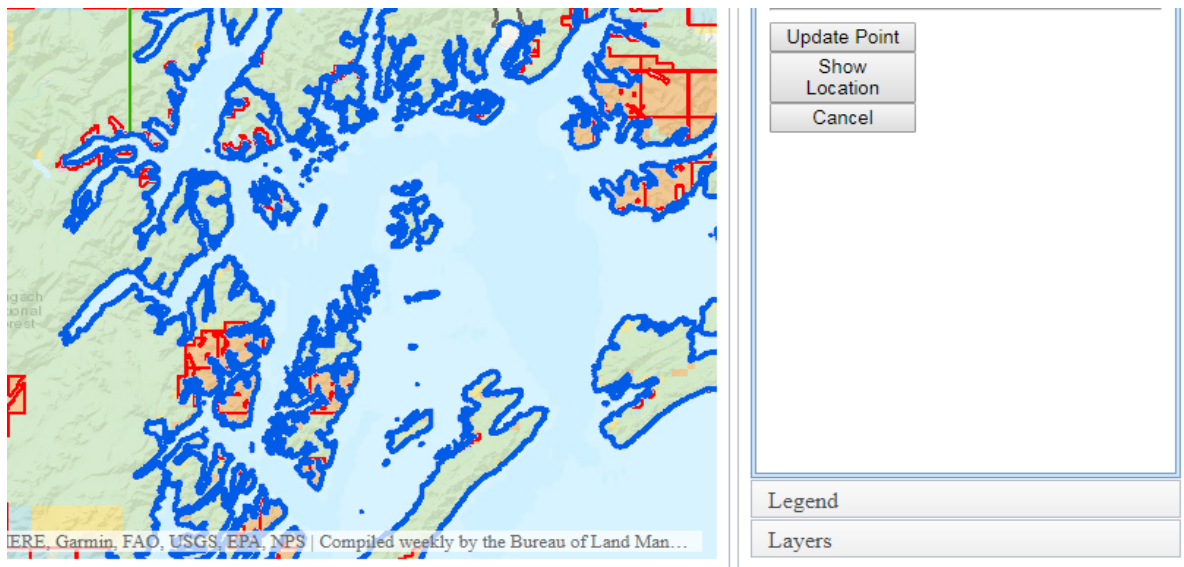 Update Point
Show
Location
Cancel
Legend
Layers
ERE, Garmin, FAO, USGS, EPA, NPS | Compiled weekly by the Bureau of Land Man...